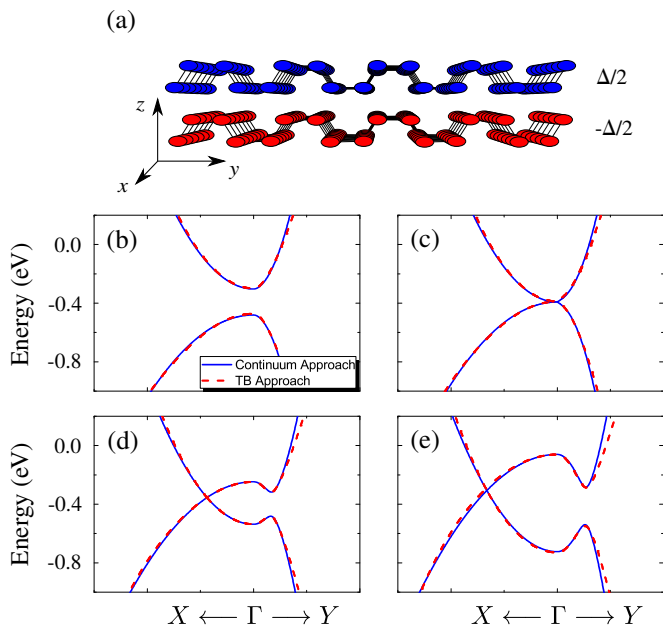 (a)
Δ/2
-Δ/2
z
y
x
(b)
(c)
Energy (eV)
0.0
-0.4
-0.8
Continuum Approach
TB Approach
(d)
(e)
Energy (eV)
0.0
-0.4
-0.8
X ⟵ Γ ⟶ Y
X ⟵ Γ ⟶ Y